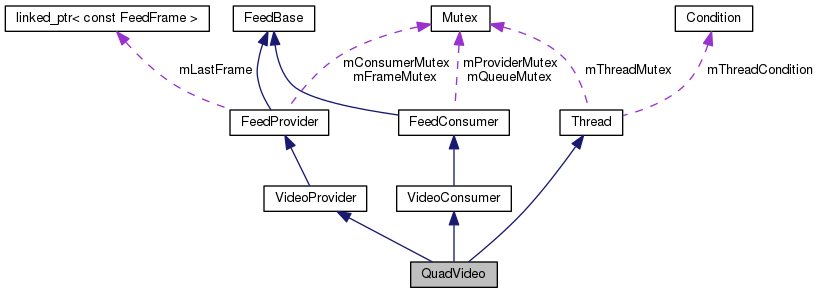 linked_ptr< const FeedFrame >
FeedBase
Mutex
Condition
mLastFrame
mConsumerMutex
mFrameMutex
mProviderMutex
mQueueMutex
mThreadMutex
mThreadCondition
FeedProvider
FeedConsumer
Thread
VideoProvider
VideoConsumer
QuadVideo